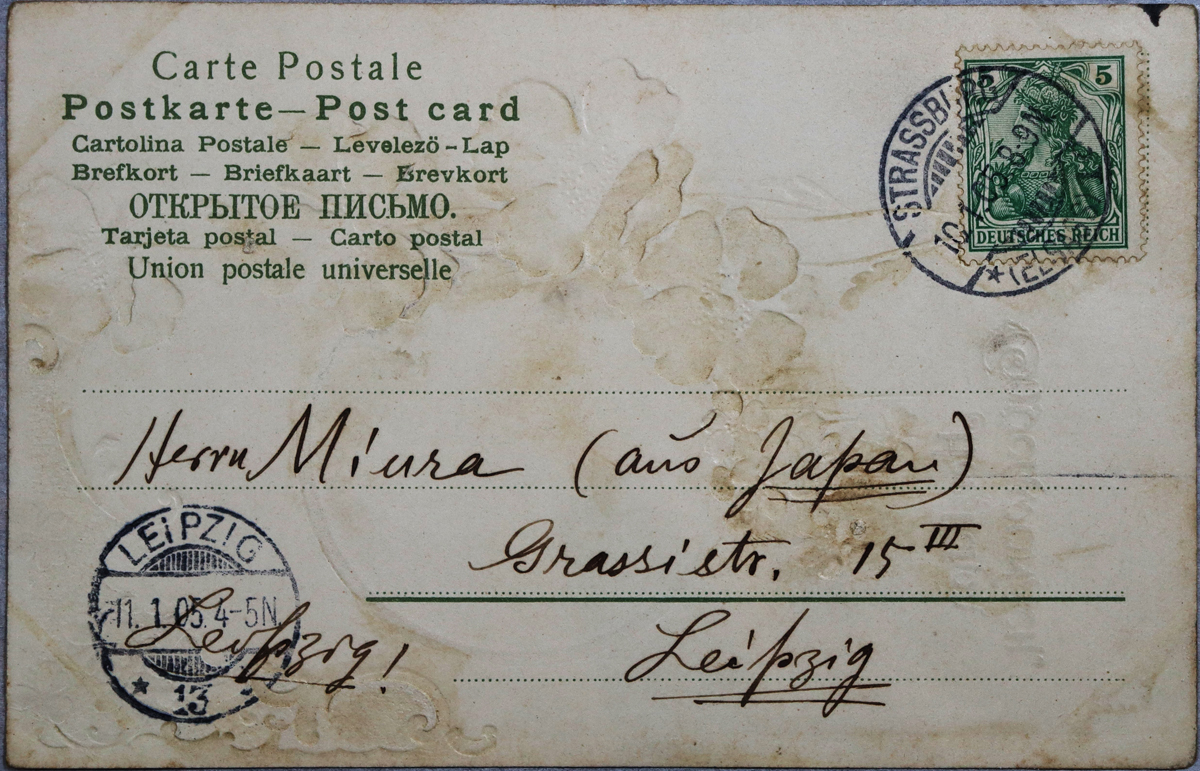 Carte Postale
Postkarte — Post card
Cartolina Postale — Levelezö-Lap
Brefkort — Briefkaart — Brevkort
ОТКРЫТОЕ ПИСЬМО.
Tarjeta postal — Carto postal
Union postale universelle
5 5
DEUTSCHES REICH
STRASSBURG
8-9N
Herrn Miura (aus Japan)
Grassistr. 15 III
Leipzig
LEIPZIG
11. 1.05. 4-5N
13
Leipzig!